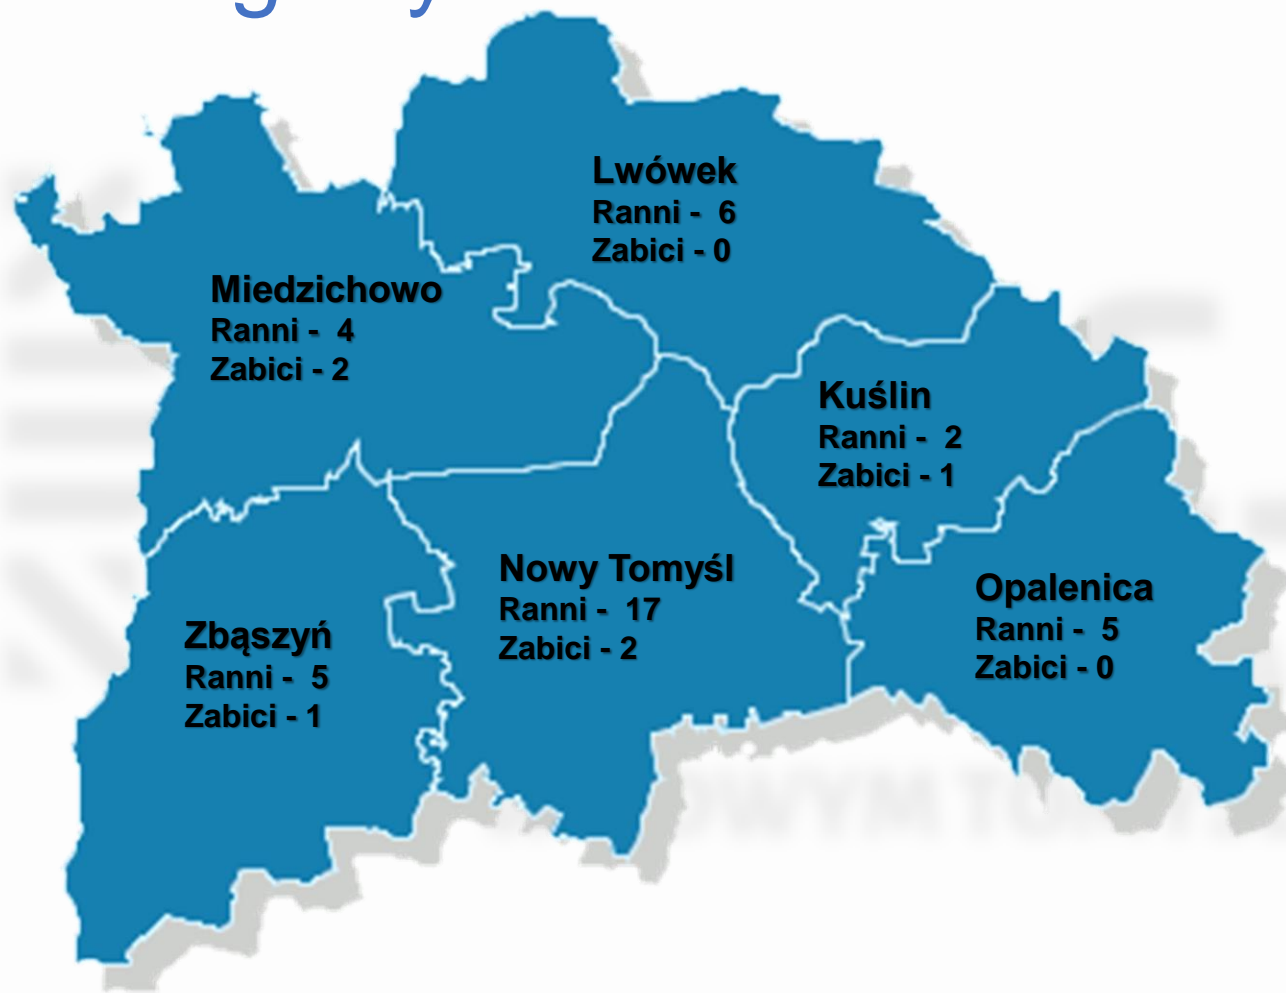 Lwówek
Ranni - 6
Zabici - 0
Miedzichowo
Ranni - 4
Zabici - 2
Kuślin
Ranni - 2
Zabici - 1
Nowy Tomyśl
Ranni - 17
Zabici - 2
Opalenica
Ranni - 5
Zabici - 0
Zbąszyń
Ranni - 5
Zabici - 1